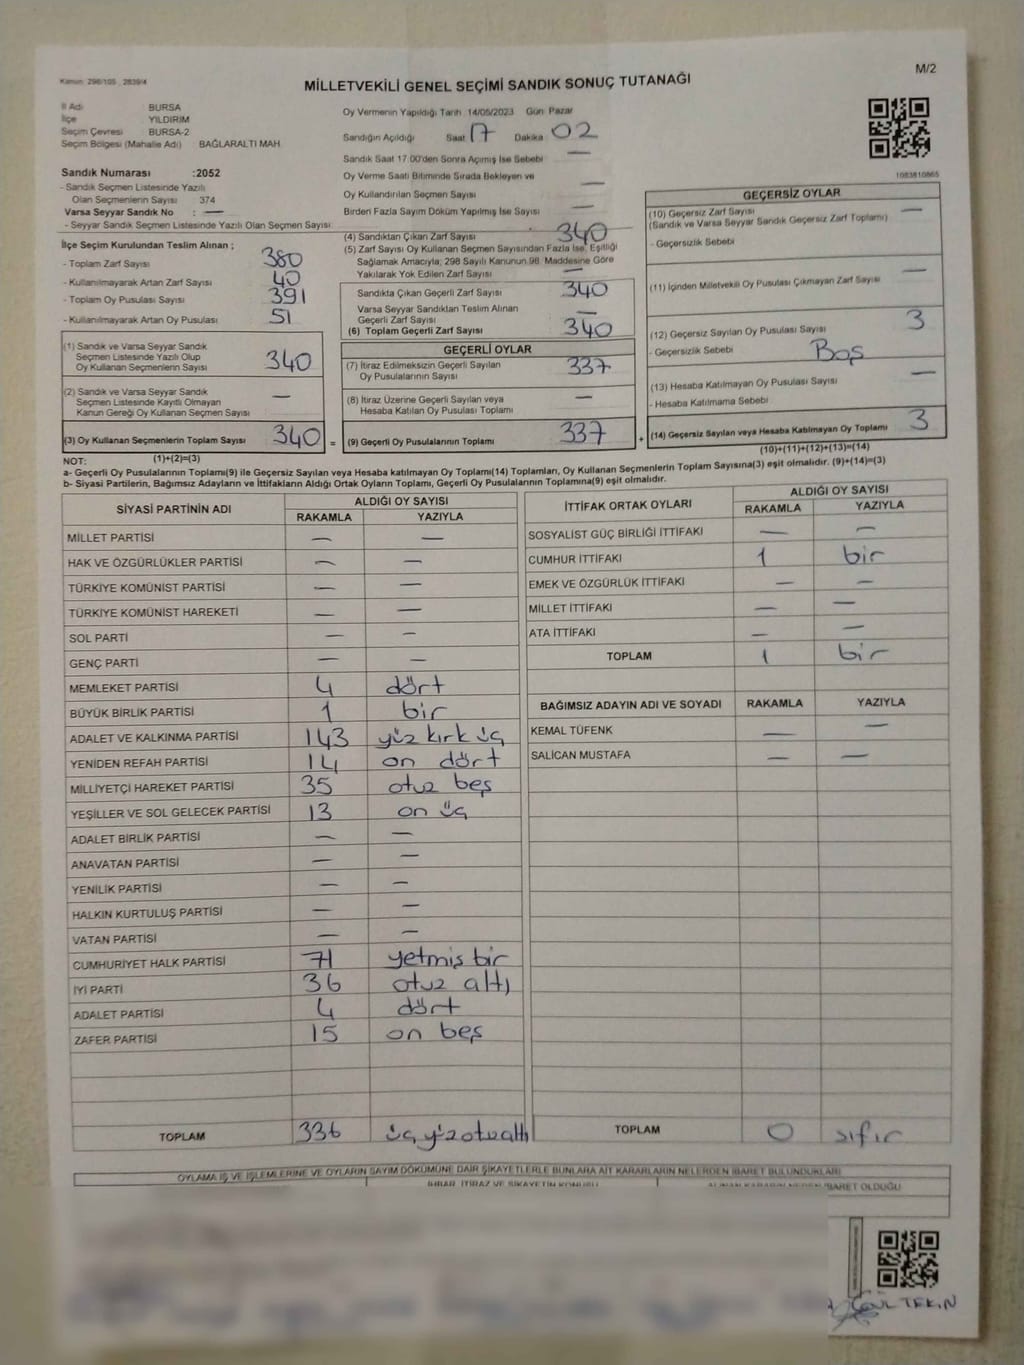 Kanun: 298/105 , 2839/4
M/2
MİLLETVEKİLİ GENEL SEÇİMİ SANDIK SONUÇ TUTANAĞI
İl Adı : BURSA
İlçe : YILDIRIM
Seçim Çevresi : BURSA-2
Seçim Bölgesi (Mahalle Adı) : BAĞLARALTI MAH
Sandık Numarası :2052
- Sandık Seçmen Listesinde Yazılı
Olan Seçmenlerin Sayısı 374
Varsa Seyyar Sandık No : —
- Seyyar Sandık Seçmen Listesinde Yazılı Olan Seçmen Sayısı:
Oy Vermenin Yapıldığı Tarih 14/05/2023 Gün Pazar
Sandığın Açıldığı Saat 17 Dakika 02
Sandık Saat 17.00'den Sonra Açımış İse Sebebi —
Oy Verme Saati Bitiminde Sırada Bekleyen ve
Oy Kullandırılan Seçmen Sayısı —
Birden Fazla Sayım Döküm Yapılmış İse Sayısı —
1083810865
İlçe Seçim Kurulundan Teslim Alınan ;
- Toplam Zarf Sayısı 380
- Kullanılmayarak Artan Zarf Sayısı 40
- Toplam Oy Pusulası Sayısı 391
- Kullanılmayarak Artan Oy Pusulası 51
(1) Sandık ve Varsa Seyyar Sandık
Seçmen Listesinde Yazılı Olup
Oy Kullanan Seçmenlerin Sayısı 340
(2) Sandık ve Varsa Seyyar Sandık
Seçmen Listesinde Kayıtlı Olmayan
Kanun Gereği Oy Kullanan Seçmen Sayısı —
(3) Oy Kullanan Seçmenlerin Toplam Sayısı 340 =
(1)+(2)=(3)
(4) Sandıktan Çıkan Zarf Sayısı 340
(5) Zarf Sayısı Oy Kullanan Seçmen Sayısından Fazla İse, Eşitliği
Sağlamak Amacıyla; 298 Sayılı Kanunun 98. Maddesine Göre
Yakılarak Yok Edilen Zarf Sayısı —
Sandıkta Çıkan Geçerli Zarf Sayısı 340
Varsa Seyyar Sandıktan Teslim Alınan
Geçerli Zarf Sayısı —
(6) Toplam Geçerli Zarf Sayısı 340
GEÇERLİ OYLAR
(7) İtiraz Edilmeksizin Geçerli Sayılan
Oy Pusulalarının Sayısı 337
(8) İtiraz Üzerine Geçerli Sayılan veya
Hesaba Katılan Oy Pusulası Toplamı —
(9) Geçerli Oy Pusulalarının Toplamı 337 +
GEÇERSİZ OYLAR
(10) Geçersiz Zarf Sayısı —
(Sandık ve Varsa Seyyar Sandık Geçersiz Zarf Toplamı)
- Geçersizlik Sebebi
(11) İçinden Milletvekili Oy Pusulası Çıkmayan Zarf Sayısı —
(12) Geçersiz Sayılan Oy Pusulası Sayısı 3
- Geçersizlik Sebebi Boş
(13) Hesaba Katılmayan Oy Pusulası Sayısı —
- Hesaba Katılmama Sebebi
(14) Geçersiz Sayılan veya Hesaba Katılmayan Oy Toplamı 3
(10)+(11)+(12)+(13)=(14)
NOT:
a- Geçerli Oy Pusulalarının Toplamı(9) ile Geçersiz Sayılan veya Hesaba katılmayan Oy Toplamı(14) Toplamları, Oy Kullanan Seçmenlerin Toplam Sayısına(3) eşit olmalıdır. (9)+(14)=(3)
b- Siyasi Partilerin, Bağımsız Adayların ve İttifakların Aldığı Ortak Oyların Toplamı, Geçerli Oy Pusulalarının Toplamına(9) eşit olmalıdır.
SİYASİ PARTİNİN ADI ALDIĞI OY SAYISI
RAKAMLA YAZIYLA
MİLLET PARTİSİ — —
HAK VE ÖZGÜRLÜKLER PARTİSİ — —
TÜRKİYE KOMÜNİST PARTİSİ — —
TÜRKİYE KOMÜNİST HAREKETİ — —
SOL PARTİ — —
GENÇ PARTİ — —
MEMLEKET PARTİSİ 4 dört
BÜYÜK BİRLİK PARTİSİ 1 bir
ADALET VE KALKINMA PARTİSİ 143 yüz kırk üç
YENİDEN REFAH PARTİSİ 14 on dört
MİLLİYETÇİ HAREKET PARTİSİ 35 otuz beş
YEŞİLLER VE SOL GELECEK PARTİSİ 13 on üç
ADALET BİRLİK PARTİSİ — —
ANAVATAN PARTİSİ — —
YENİLİK PARTİSİ — —
HALKIN KURTULUŞ PARTİSİ — —
VATAN PARTİSİ — —
CUMHURİYET HALK PARTİSİ 71 yetmiş bir
İYİ PARTİ 36 otuz altı
ADALET PARTİSİ 4 dört
ZAFER PARTİSİ 15 on beş
TOPLAM 336 üç yüz otuz altı
İTTİFAK ORTAK OYLARI ALDIĞI OY SAYISI
RAKAMLA YAZIYLA
SOSYALİST GÜÇ BİRLİĞİ İTTİFAKI — —
CUMHUR İTTİFAKI 1 bir
EMEK VE ÖZGÜRLÜK İTTİFAKI — —
MİLLET İTTİFAKI — —
ATA İTTİFAKI — —
TOPLAM 1 bir
BAĞIMSIZ ADAYIN ADI VE SOYADI RAKAMLA YAZIYLA
KEMAL TÜFENK — —
SALİCAN MUSTAFA — —
TOPLAM 0 sıfır
OYLAMA İŞ VE İŞLEMLERİNE VE OYLARIN SAYIM DÖKÜMÜNE DAİR ŞİKAYETLERLE BUNLARA AİT KARARLARIN NELERDEN İBARET BULUNDUKLARI
İHBAR, İTİRAZ VE ŞİKAYETİN KONUSU ALINAN KARARIN NEDEN İBARET OLDUĞU
TEKİN